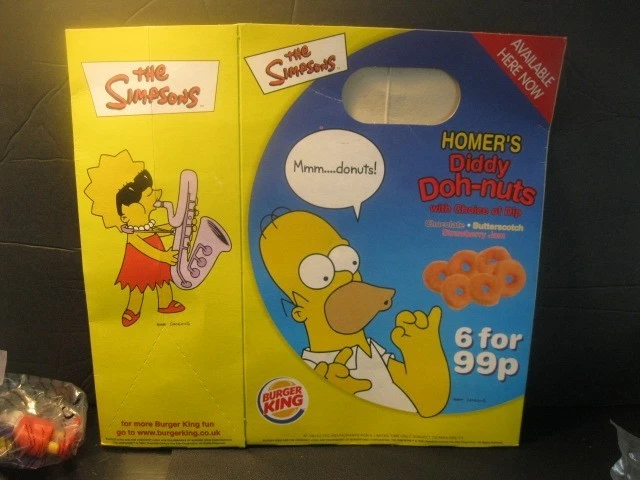 THE
SIMPSONS
for more Burger King fun
go to www.burgerking.co.uk
THE
SIMPSONS
AVAILABLE
HERE NOW
Mmm....donuts!
HOMER'S
Diddy
Doh-nuts
with Choice of Dip
Chocolate • Butterscotch
Strawberry Jam
6 for
99p
BURGER
KING